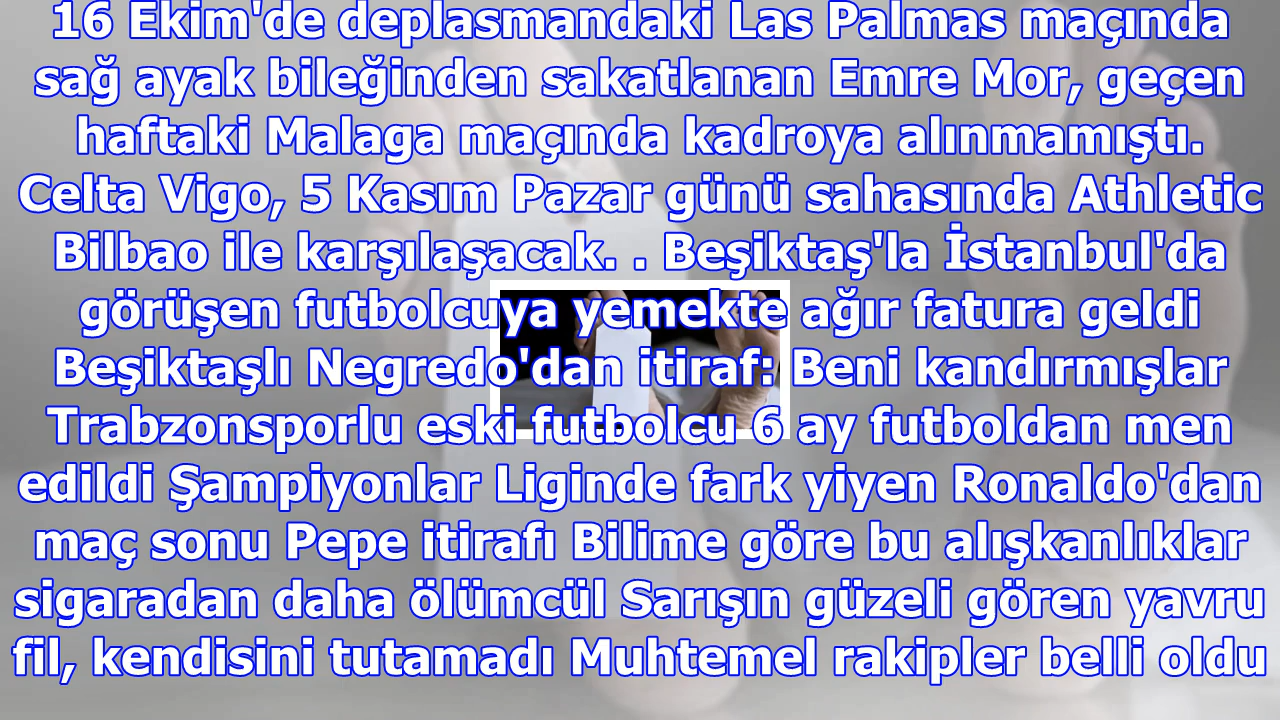 16 Ekim'de deplasmandaki Las Palmas maçında
sağ ayak bileğinden sakatlanan Emre Mor, geçen
haftaki Malaga maçında kadroya alınmamıştı.
Celta Vigo, 5 Kasım Pazar günü sahasında Athletic
Bilbao ile karşılaşacak. . Beşiktaş'la İstanbul'da
görüşen futbolcuya yemekte ağır fatura geldi
Beşiktaşlı Negredo'dan itiraf: Beni kandırmışlar
Trabzonsporlu eski futbolcu 6 ay futboldan men
edildi Şampiyonlar Liginde fark yiyen Ronaldo'dan
maç sonu Pepe itirafı Bilime göre bu alışkanlıklar
sigaradan daha ölümcül Sarışın güzeli gören yavru
fil, kendisini tutamadı Muhtemel rakipler belli oldu